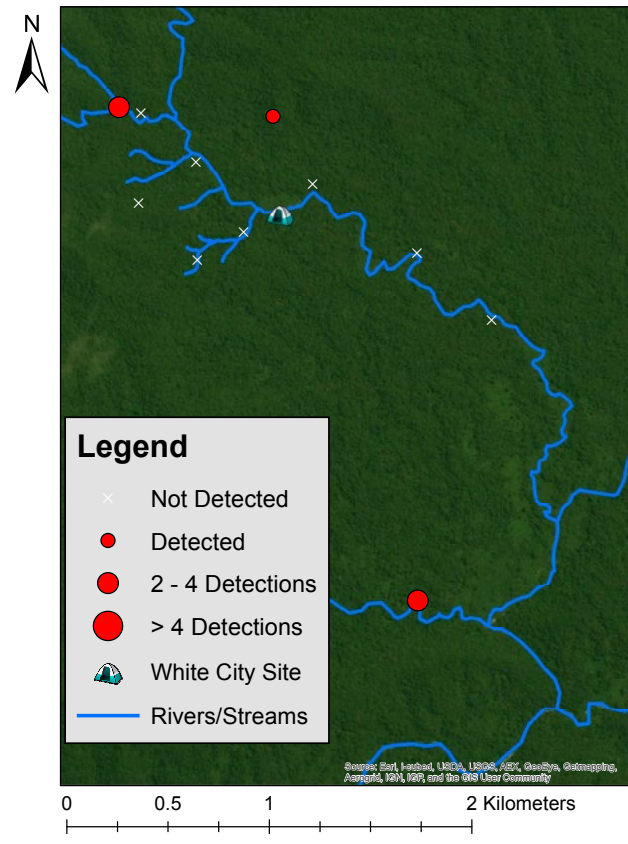 N
Legend
Not Detected
Detected
2 - 4 Detections
> 4 Detections
White City Site
Rivers/Streams
Source: Esri, i-cubed, USDA, USGS, AEX, GeoEye, Getmapping,
Aerogrid, IGN, IGP, and the GIS User Community
0 0.5 1 2 Kilometers